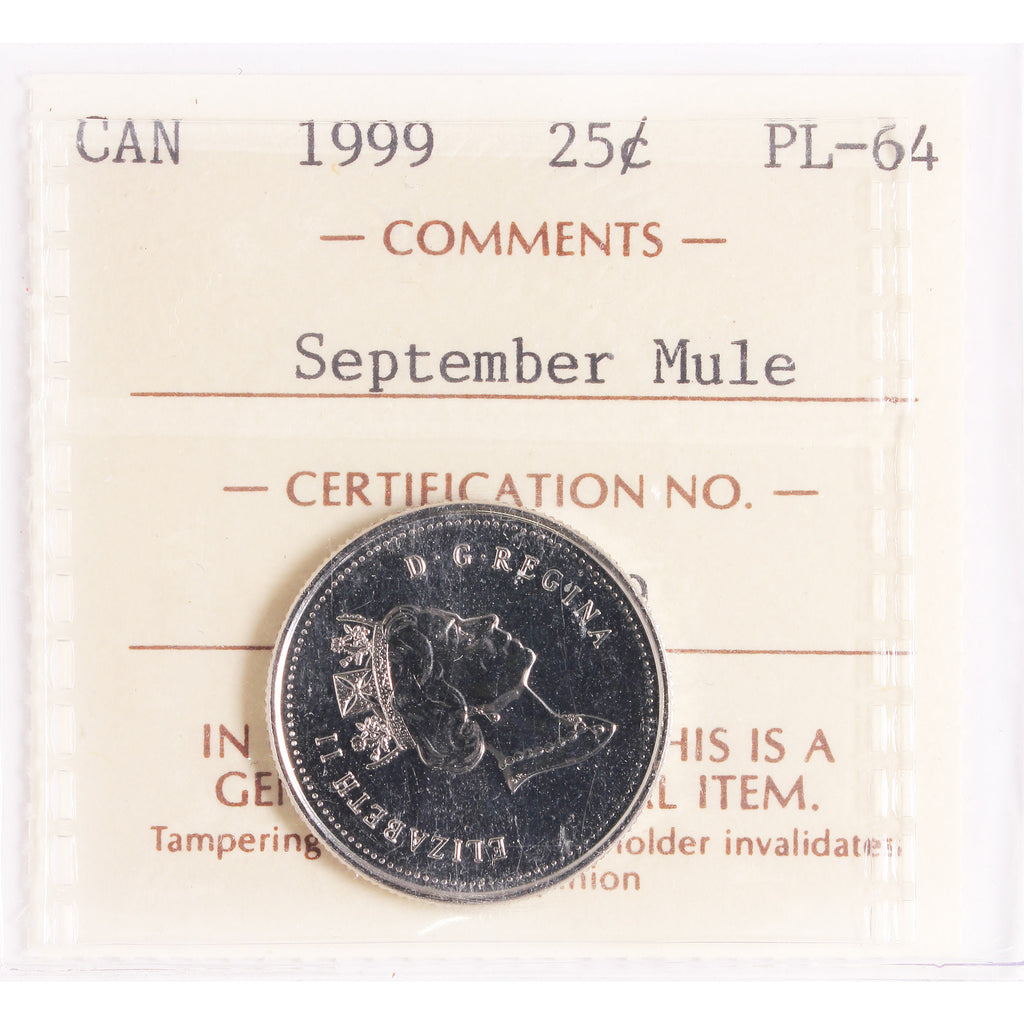 CAN 1999 25¢ PL-64
— COMMENTS —
September Mule
— CERTIFICATION NO. —
IN HIS IS A
GE L ITEM.
Tampering older invalidates
nion
ELIZABETH II D·G·REGINA